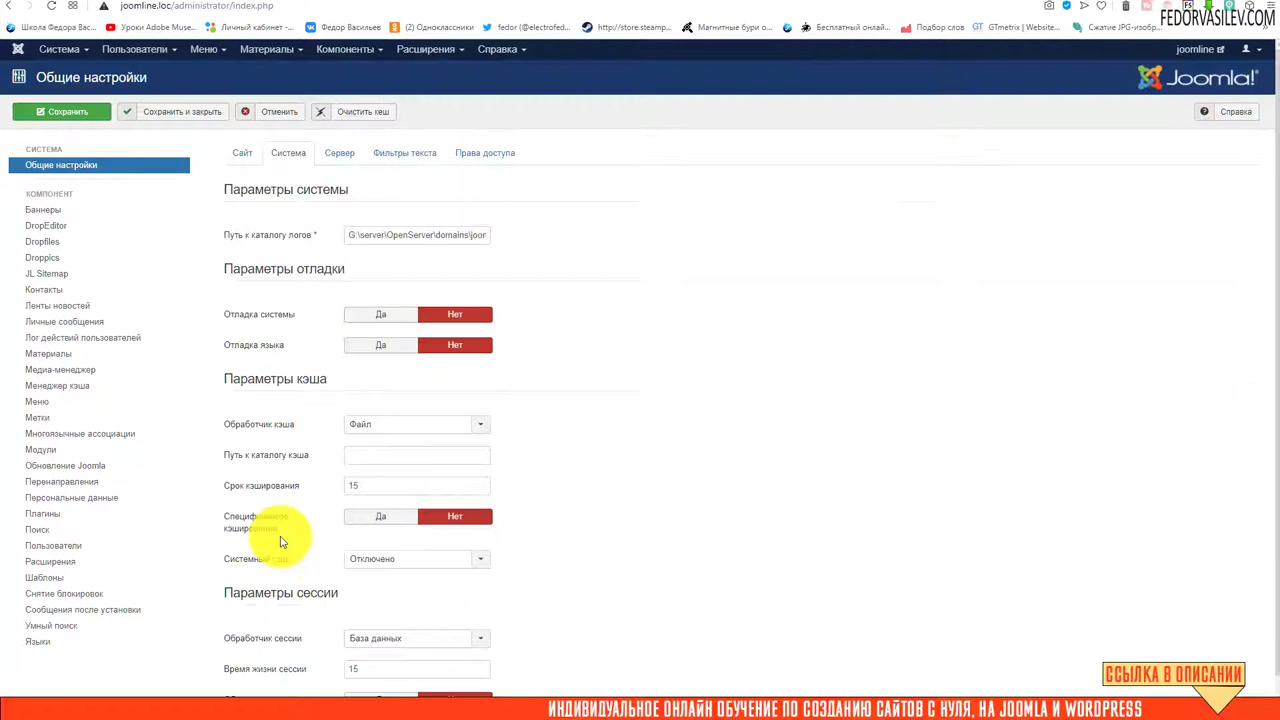 joomline.loc/administrator/index.php
FEDORVASILEV.COM
Школа Федора Васил... Уроки Adobe Muse... Личный кабинет -... Федор Васильев (2) Одноклассники fedor (@electrofed... http://store.steamp... Магнитные бури о... Бесплатный онлай... Подбор слов GTmetrix | Website... Сжатие JPG-изобр...
Система Пользователи Меню Материалы Компоненты Расширения Справка joomline
Общие настройки Joomla!
Сохранить Сохранить и закрыть Отменить Очистить кеш Справка
СИСТЕМА
Общие настройки
КОМПОНЕНТ
Баннеры
DropEditor
Dropfiles
Droppics
JL Sitemap
Контакты
Ленты новостей
Личные сообщения
Лог действий пользователей
Материалы
Медиа-менеджер
Менеджер кэша
Меню
Метки
Многоязычные ассоциации
Модули
Обновление Joomla
Перенаправления
Персональные данные
Плагины
Поиск
Пользователи
Расширения
Шаблоны
Снятие блокировок
Сообщения после установки
Умный поиск
Языки
Сайт Система Сервер Фильтры текста Права доступа
Параметры системы
Путь к каталогу логов * G:\server\OpenServer\domains\joon
Параметры отладки
Отладка системы Да Нет
Отладка языка Да Нет
Параметры кэша
Обработчик кэша Файл
Путь к каталогу кэша
Срок кэширования 15
Специфичное
кэширование Да Нет
Системный кэш Отключено
Параметры сессии
Обработчик сессии База данных
Время жизни сессии 15
ССЫЛКА В ОПИСАНИИ
ИНДИВИДУАЛЬНОЕ ОНЛАЙН ОБУЧЕНИЕ ПО СОЗДАНИЮ САЙТОВ С НУЛЯ, НА JOOMLA И WORDPRESS